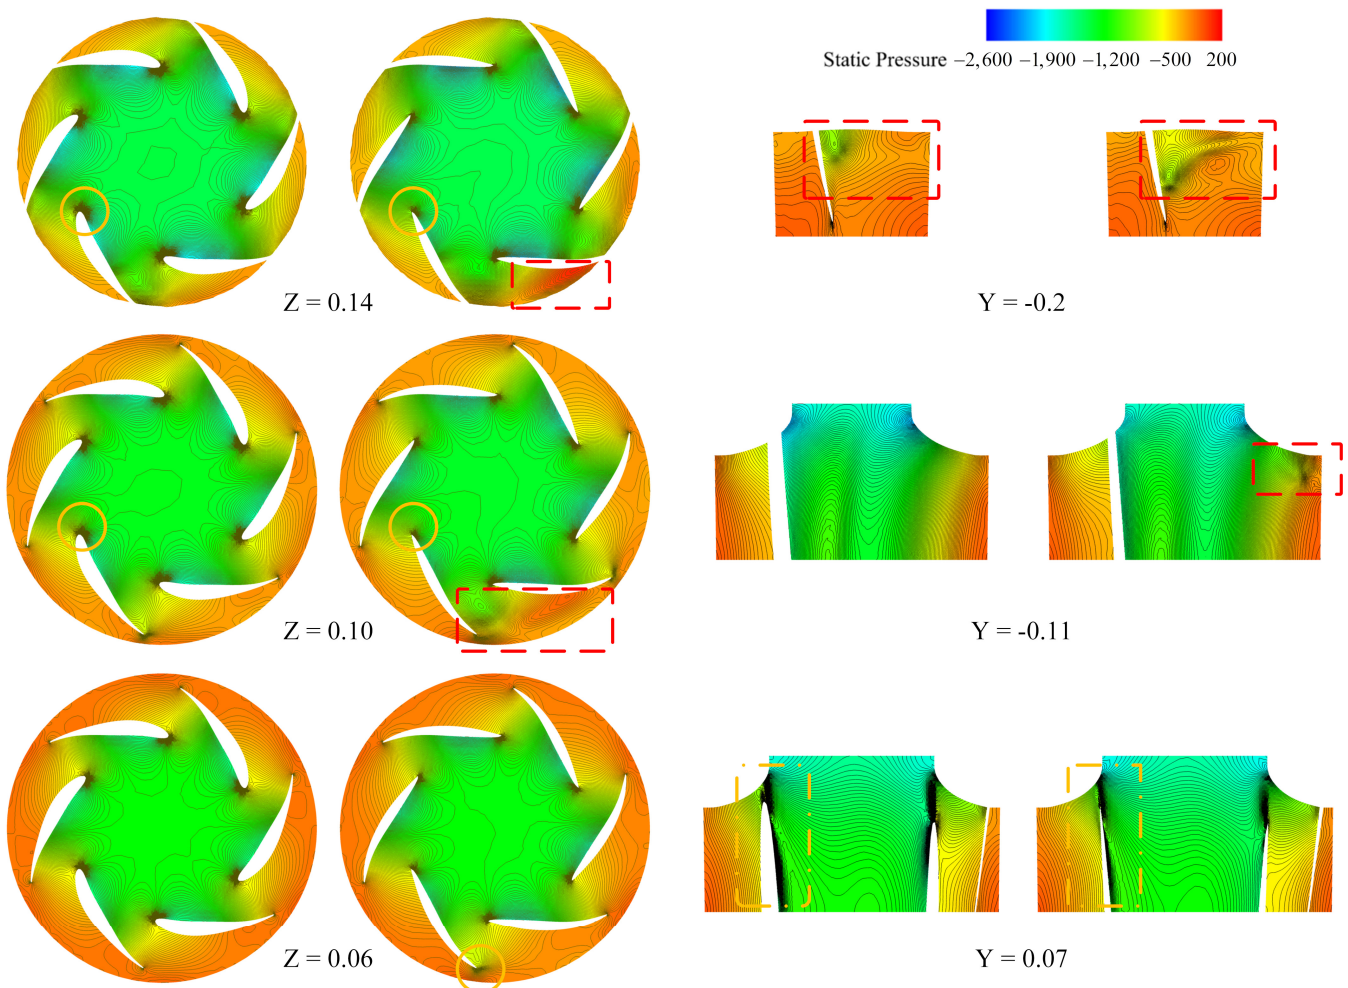 Static Pressure −2,600 −1,900 −1,200 −500 200
Z = 0.14
Y = -0.2
Z = 0.10
Y = -0.11
Z = 0.06
Y = 0.07